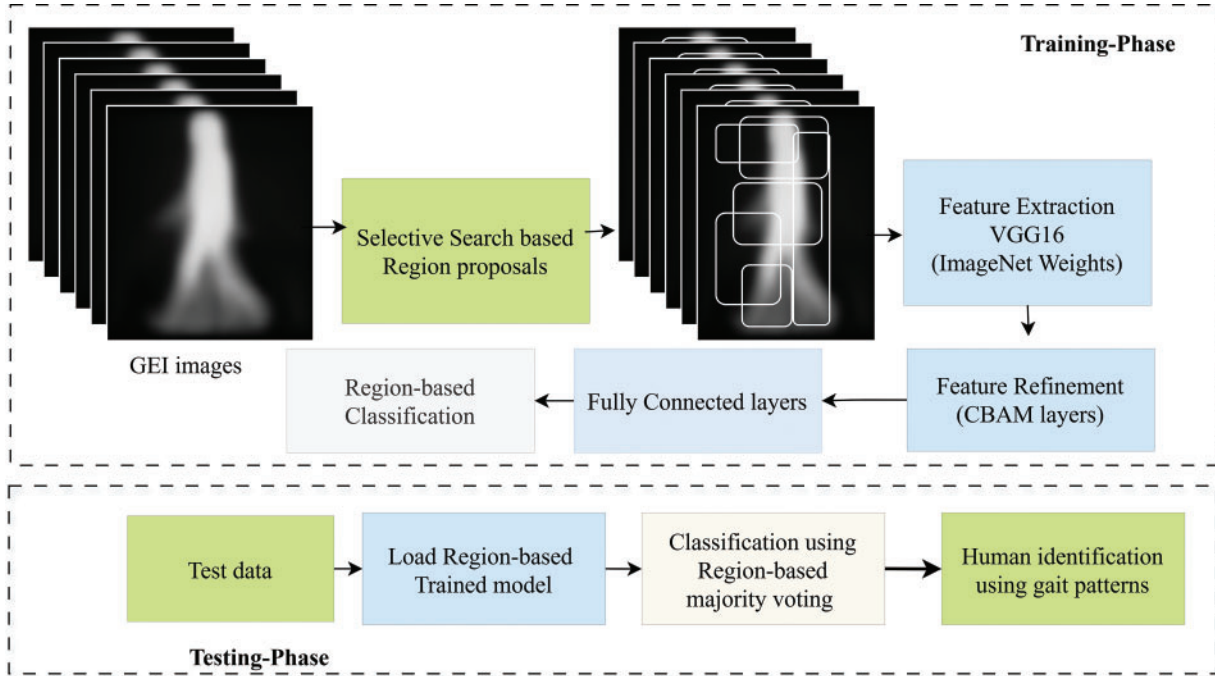 Training-Phase
GEI images
Selective Search based
Region proposals
Feature Extraction
VGG16
(ImageNet Weights)
Feature Refinement
(CBAM layers)
Fully Connected layers
Region-based
Classification
Test data
Load Region-based
Trained model
Classification using
Region-based
majority voting
Human identification
using gait patterns
Testing-Phase